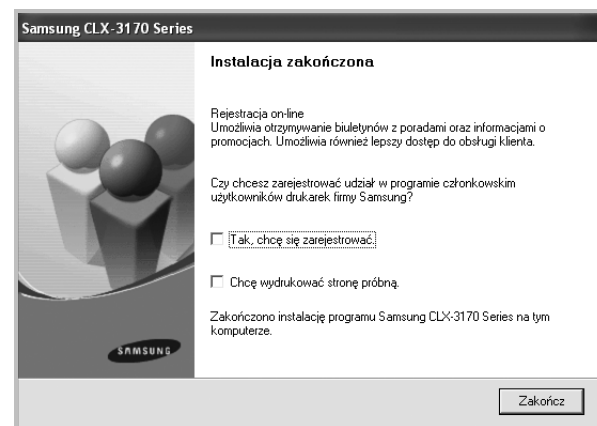 Samsung CLX-3170 Series
Instalacja zakończona
Rejestracja on-line
Umożliwia otrzymywanie biuletynów z poradami oraz informacjami o
promocjach. Umożliwia również lepszy dostęp do obsługi klienta.
Czy chcesz zarejestrować udział w programie członkowskim
użytkowników drukarek firmy Samsung?
Tak, chcę się zarejestrować.
Chcę wydrukować stronę próbną.
Zakończono instalację programu Samsung CLX-3170 Series na tym
komputerze.
SAMSUNG
Zakończ